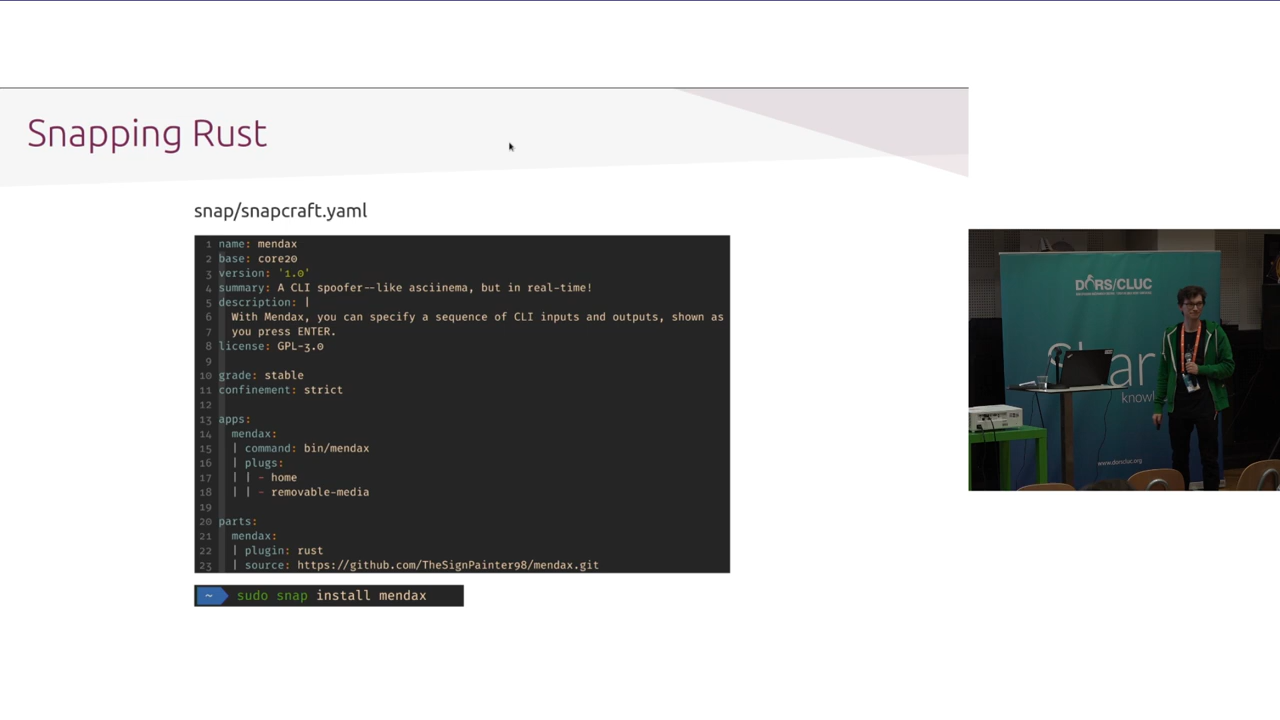 Snapping Rust
snap/snapcraft.yaml
1 name: mendax
2 base: core20
3 version: '1.0'
4 summary: A CLI spoofer--like asciinema, but in real-time!
5 description: |
6 With Mendax, you can specify a sequence of CLI inputs and outputs, shown as
7 you press ENTER.
8 license: GPL-3.0
9
10 grade: stable
11 confinement: strict
12
13 apps:
14 mendax:
15 | command: bin/mendax
16 | plugs:
17 | | - home
18 | | - removable-media
19
20 parts:
21 mendax:
22 | plugin: rust
23 | source: https://github.com/TheSignPainter98/mendax.git
~ sudo snap install mendax
DORS/CLUC
Shar
knowl
www.dorscluc.org